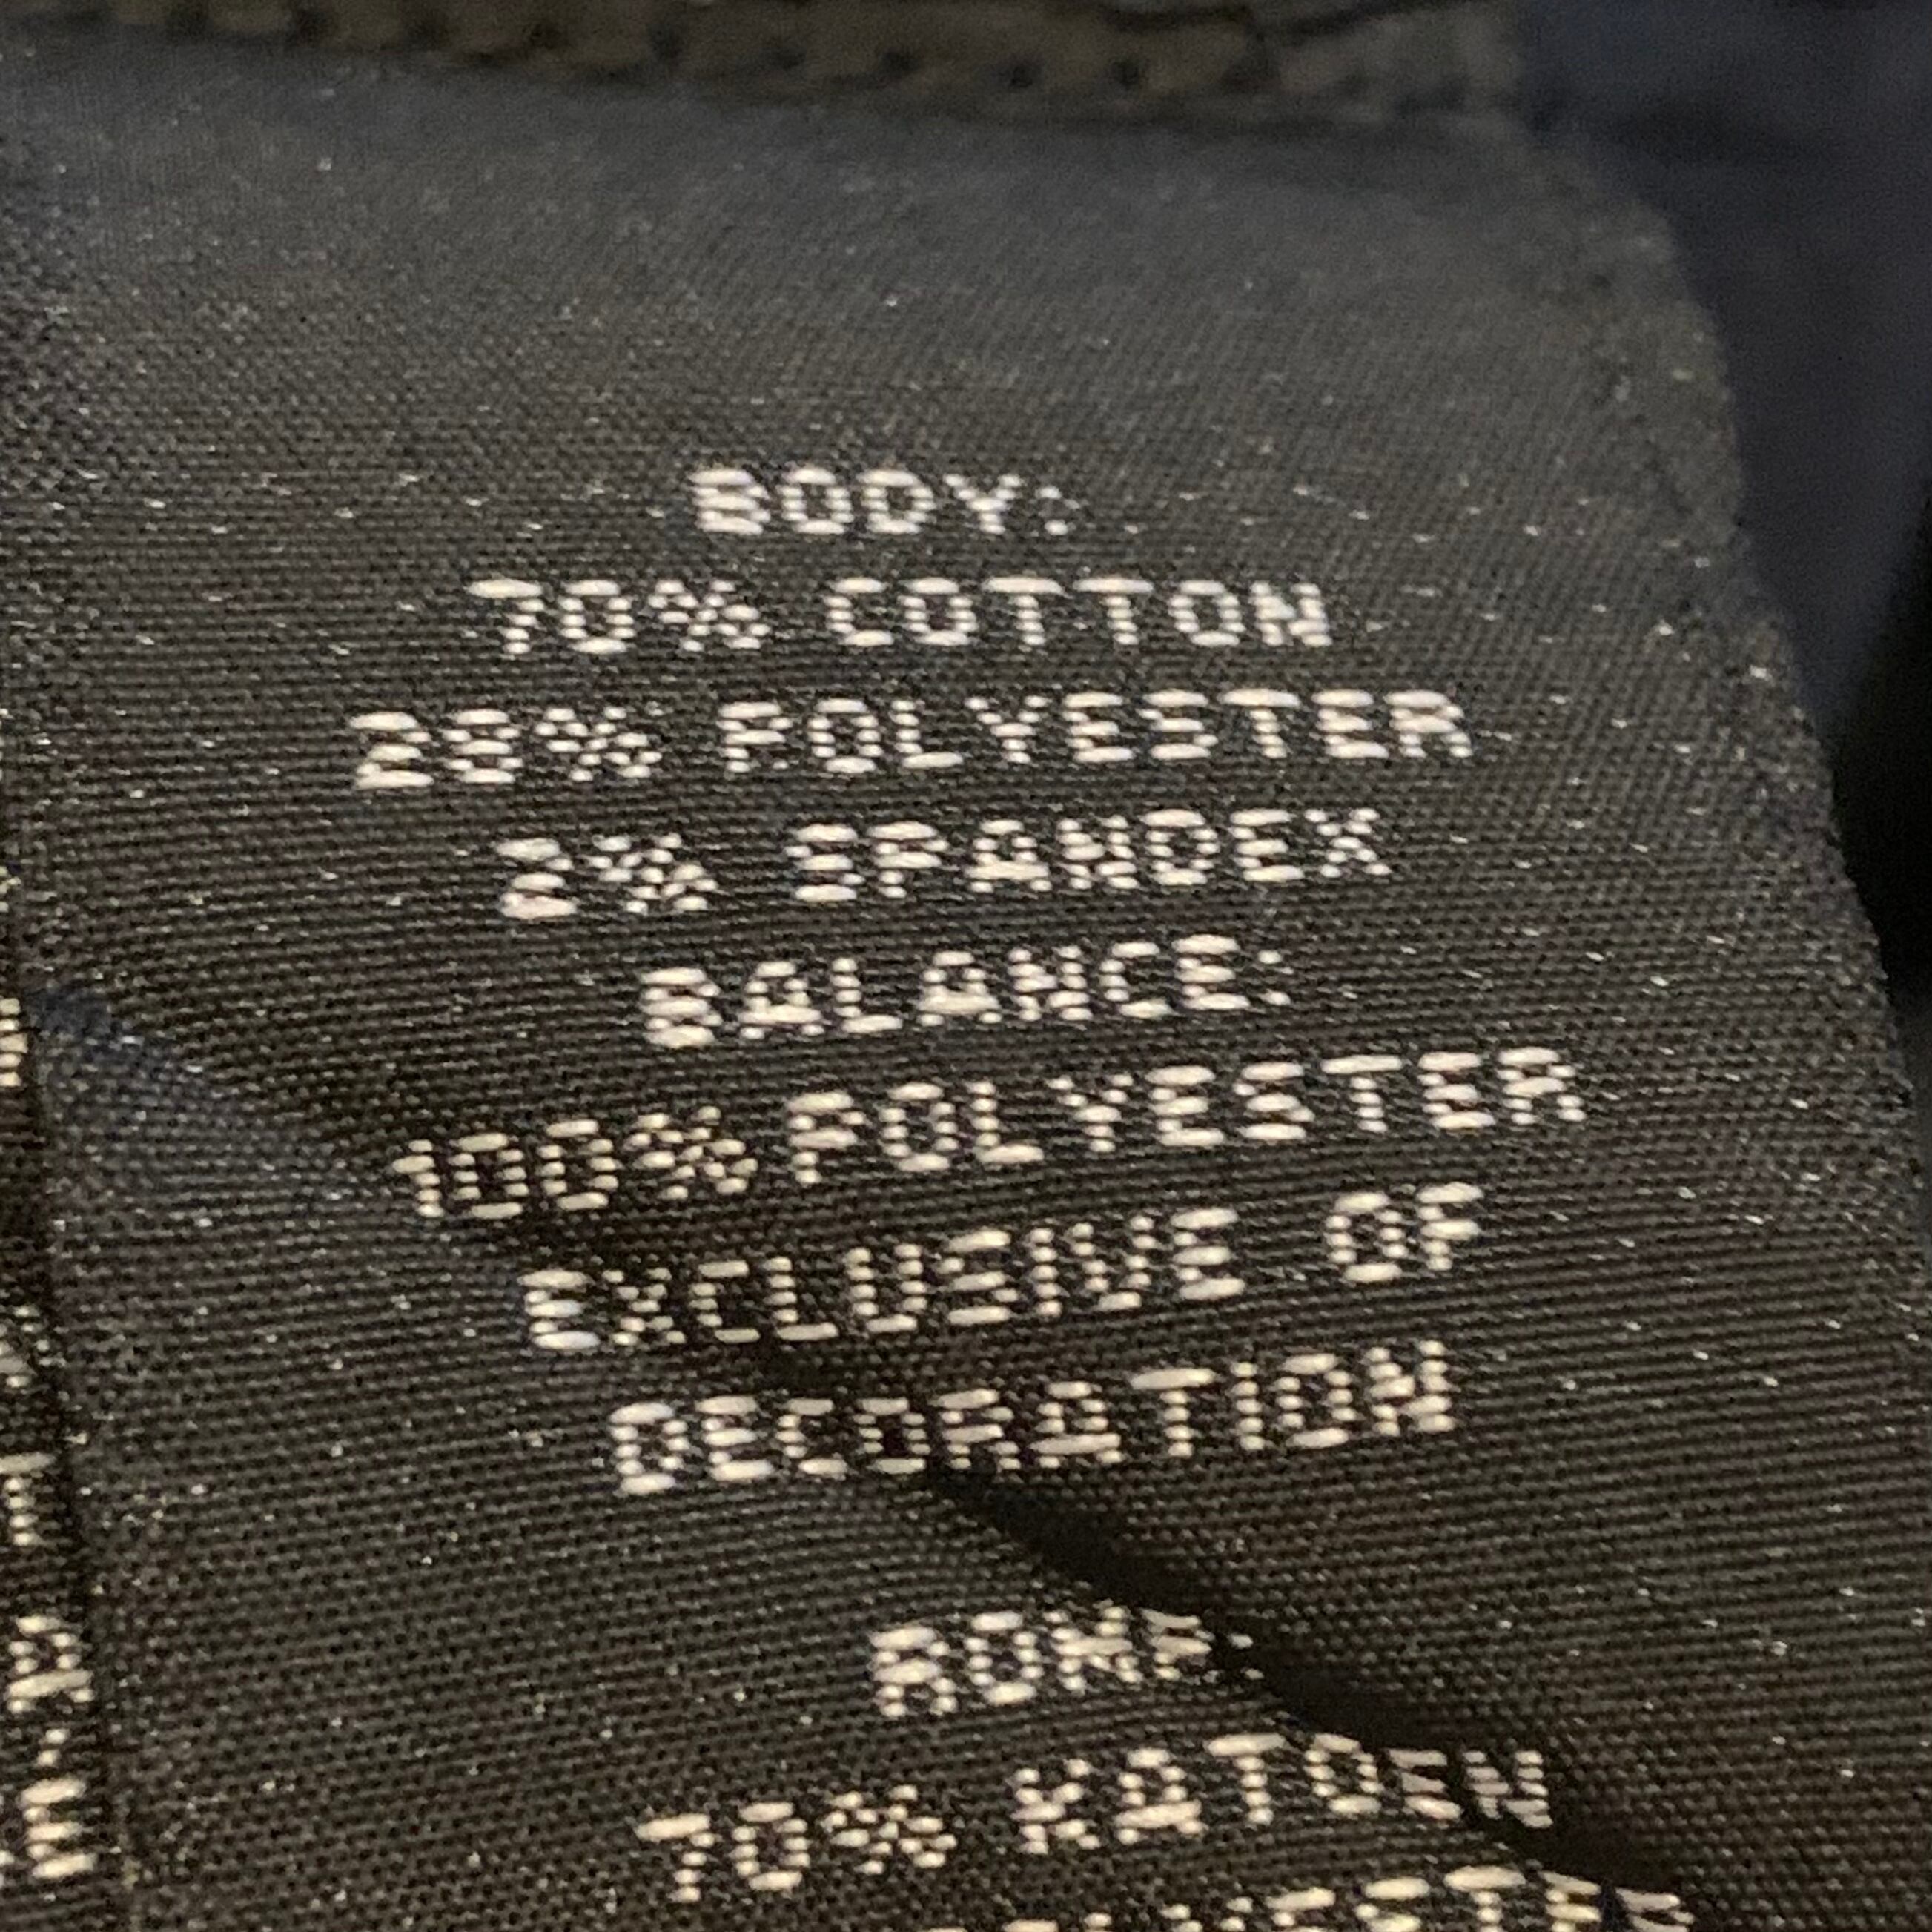 BODY:
70% COTTON
28% POLYESTER
2% SPANDEX
BALANCE:
100% POLYESTER
EXCLUSIVE OF
DECORATION
ROMP:
70% KATOEN